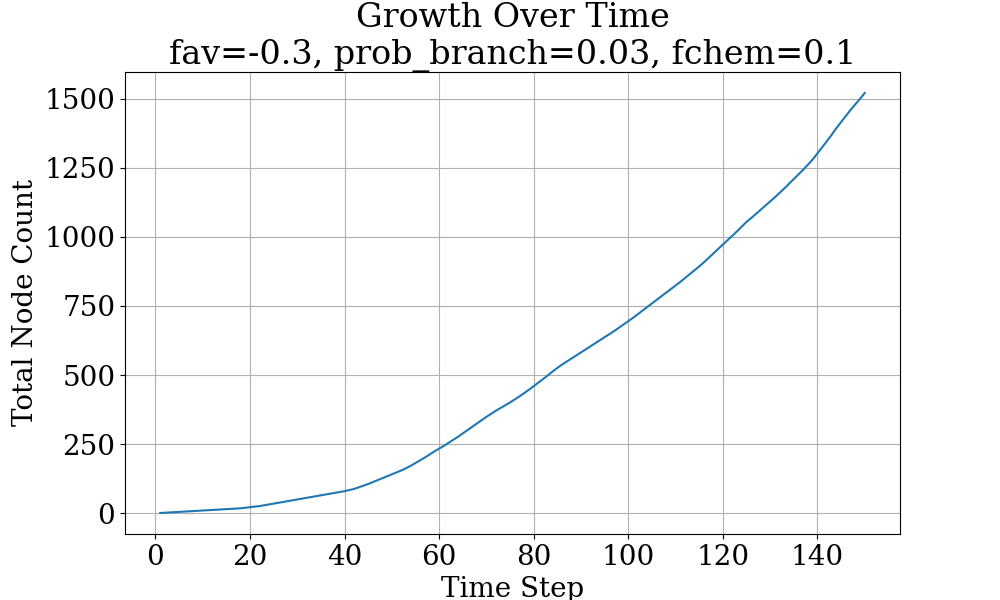 Growth Over Time
fav=-0.3, prob_branch=0.03, fchem=0.1
Total Node Count
1500
1250
1000
750
500
250
0
0 20 40 60 80 100 120 140
Time Step